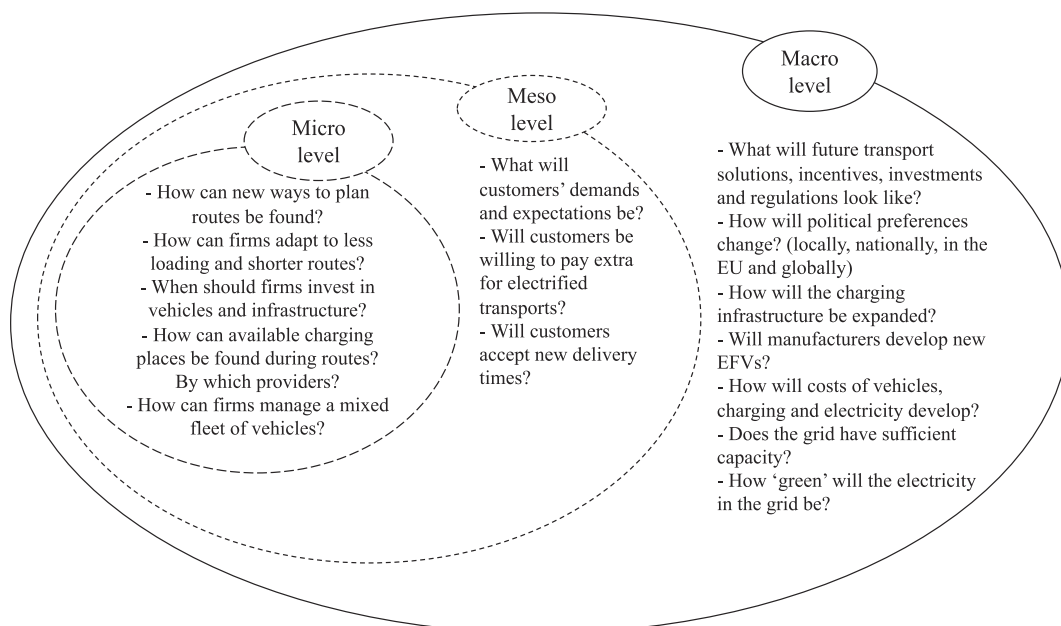 Micro
level
- How can new ways to plan
routes be found?
- How can firms adapt to less
loading and shorter routes?
- When should firms invest in
vehicles and infrastructure?
- How can available charging
places be found during routes?
By which providers?
- How can firms manage a mixed
fleet of vehicles?
Meso
level
- What will
customers’ demands
and expectations be?
- Will customers be
willing to pay extra
for electrified
transports?
- Will customers
accept new delivery
times?
Macro
level
- What will future transport
solutions, incentives, investments
and regulations look like?
- How will political preferences
change? (locally, nationally, in the
EU and globally)
- How will the charging
infrastructure be expanded?
- Will manufacturers develop new
EFVs?
- How will costs of vehicles,
charging and electricity develop?
- Does the grid have sufficient
capacity?
- How ‘green’ will the electricity
in the grid be?